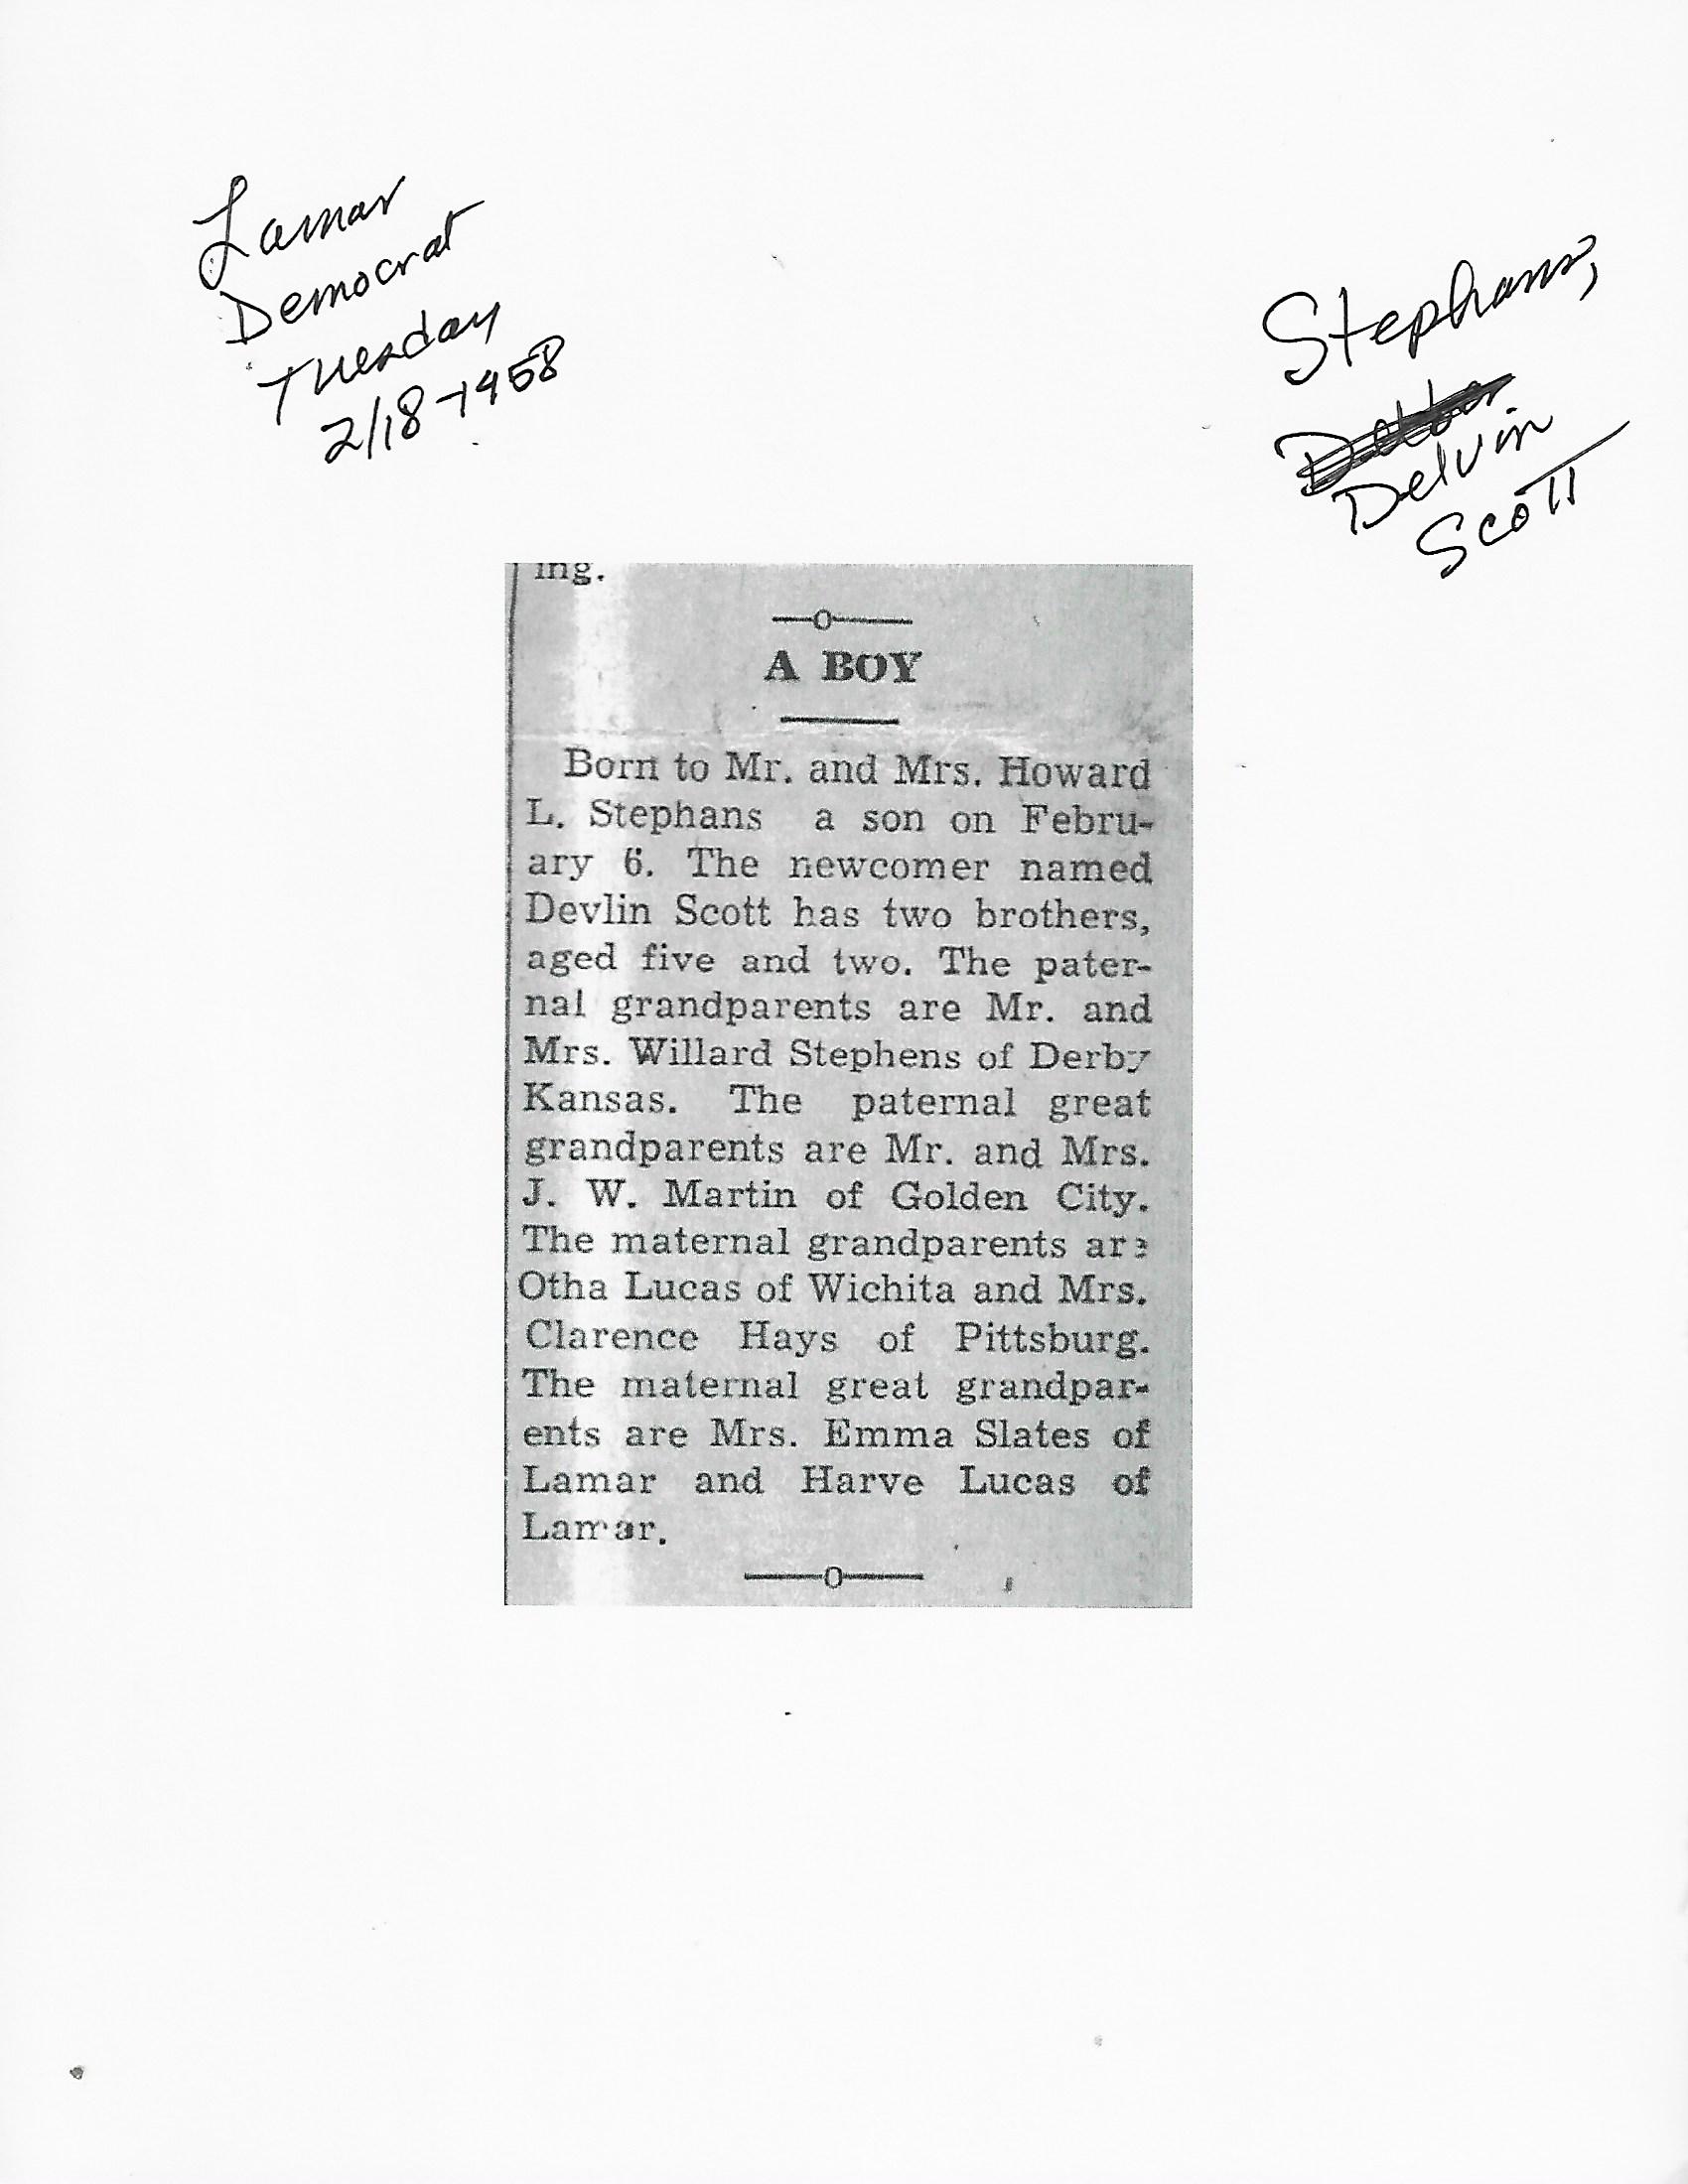 Lamar
Democrat
Tuesday
2/18-1958
Stephans,
Delvin
Scott
ing.
A BOY
Born to Mr. and Mrs. Howard
L. Stephans a son on Febru-
ary 6. The newcomer named
Devlin Scott has two brothers,
aged five and two. The pater-
nal grandparents are Mr. and
Mrs. Willard Stephens of Derby
Kansas. The paternal great
grandparents are Mr. and Mrs.
J. W. Martin of Golden City.
The maternal grandparents are
Otha Lucas of Wichita and Mrs.
Clarence Hays of Pittsburg.
The maternal great grandpar-
ents are Mrs. Emma Slates of
Lamar and Harve Lucas of
Lamar.